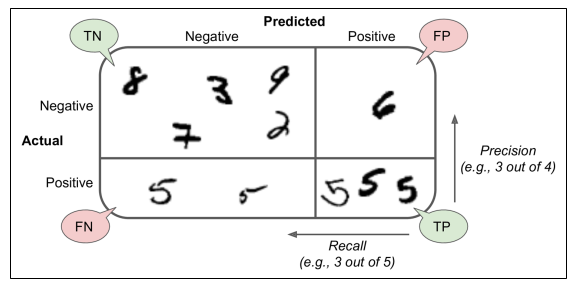 Predicted
TN
Negative
Positive
FP
8 3 9
7 2
6
Negative
Actual
Precision
(e.g., 3 out of 4)
Positive
5 5
5 5 5
FN
TP
Recall
(e.g., 3 out of 5)